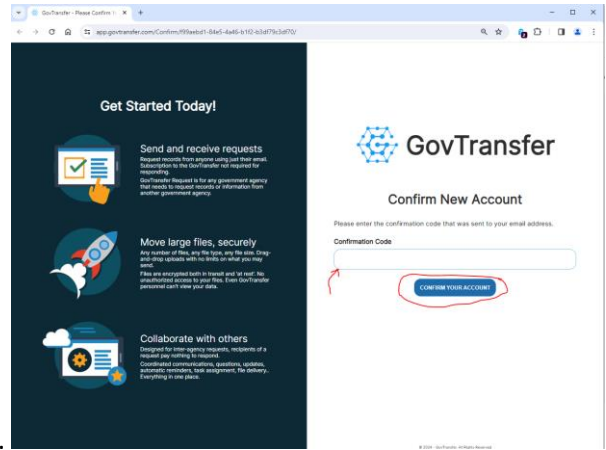 GovTransfer - Please Confirm
app.govtransfer.com/Confirm/f99aebd1-84e5-4a46-b1f2-b3df79c3df70/
Get Started Today!
Send and receive requests
Request records from anyone using just their email.
Subscription to the GovTransfer not required for
responding.
GovTransfer Request is for any government agency
that needs to request records or information from
another government agency.
Move large files, securely
Any number of files, any file type, any file size. Drag-
and-drop uploads with no limits on what you may
send.
Files are encrypted both in transit and 'at rest'. No
unauthorized access to your files. Even GovTransfer
personnel can't view your data.
Collaborate with others
Designed for inter-agency requests, recipients of a
request pay nothing to respond.
Coordinated communications, questions, updates,
automatic reminders, task assignment, file delivery..
Everything in one place.
GovTransfer
Confirm New Account
Please enter the confirmation code that was sent to your email address.
Confirmation Code
CONFIRM YOUR ACCOUNT
© 2024 - GovTransfer. All Rights Reserved.